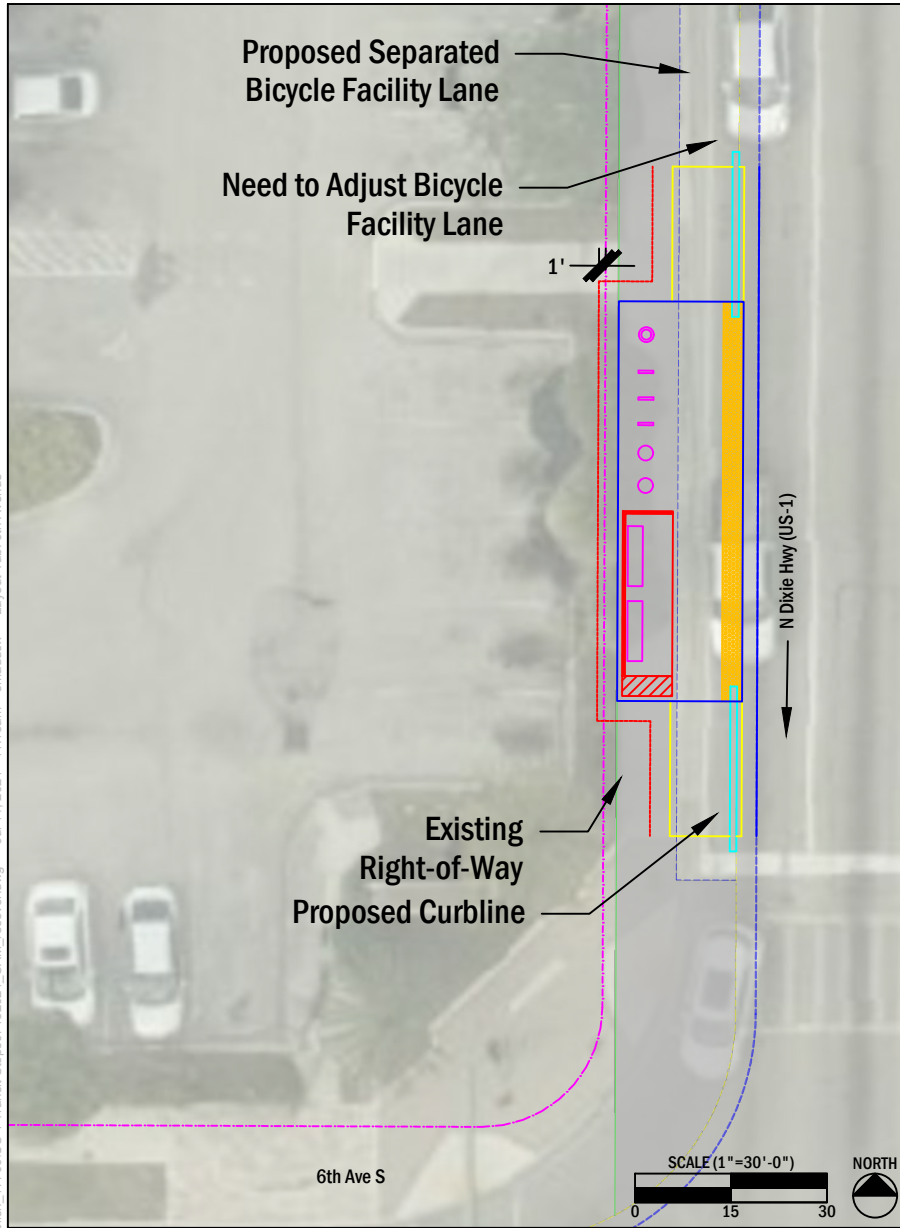 Proposed Separated
Bicycle Facility Lane
Need to Adjust Bicycle
Facility Lane
1'
N Dixie Hwy (US-1)
Existing
Right-of-Way
Proposed Curbline
6th Ave S
SCALE (1"=30'-0")
0 15 30
NORTH